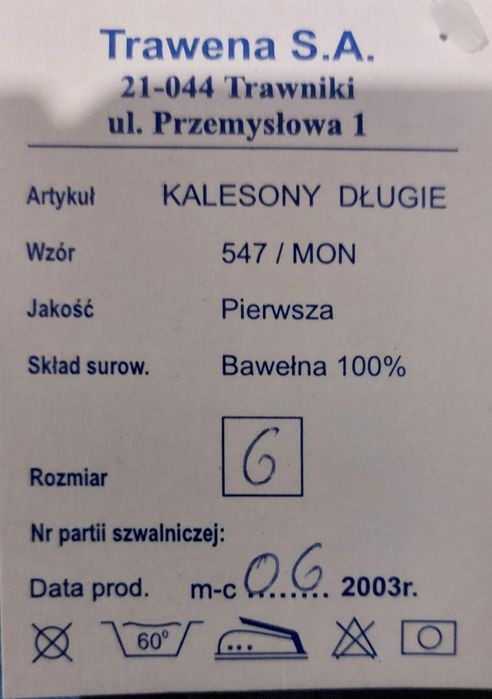 Trawena S.A.
21-044 Trawniki
ul. Przemysłowa 1
Artykuł KALESONY DŁUGIE
Wzór 547 / MON
Jakość Pierwsza
Skład surow. Bawełna 100%
Rozmiar 6
Nr partii szwalniczej:
Data prod. m-c 06 2003r.
60°